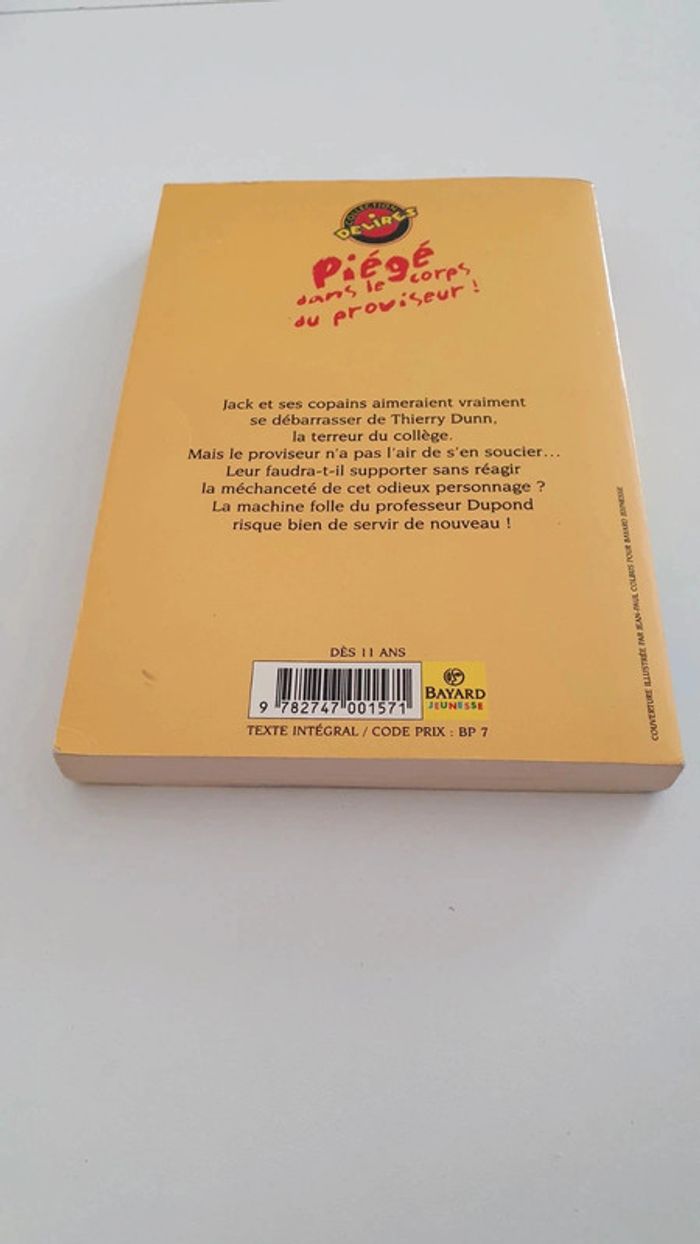 COLLECTION
DELIRES
Piégé
dans le corps
du proviseur !
Jack et ses copains aimeraient vraiment
se débarrasser de Thierry Dunn,
la terreur du collège.
Mais le proviseur n'a pas l'air de s'en soucier...
Leur faudra-t-il supporter sans réagir
la méchanceté de cet odieux personnage ?
La machine folle du professeur Dupond
risque bien de servir de nouveau !
COUVERTURE ILLUSTRÉE PAR JEAN-PAUL COLBUS POUR BAYARD JEUNESSE
DÈS 11 ANS
9 782747 001571
BAYARD
JEUNESSE
TEXTE INTÉGRAL / CODE PRIX : BP 7